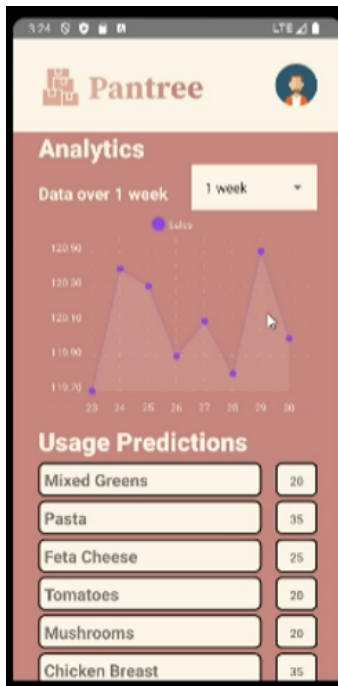 3:24 LTE
Pantree
Analytics
Data over 1 week
1 week
Sales
120.50
120.30
120.10
119.90
119.70
23 24 25 26 27 28 29 30
Usage Predictions
Mixed Greens 20
Pasta 35
Feta Cheese 25
Tomatoes 20
Mushrooms 20
Chicken Breast 35